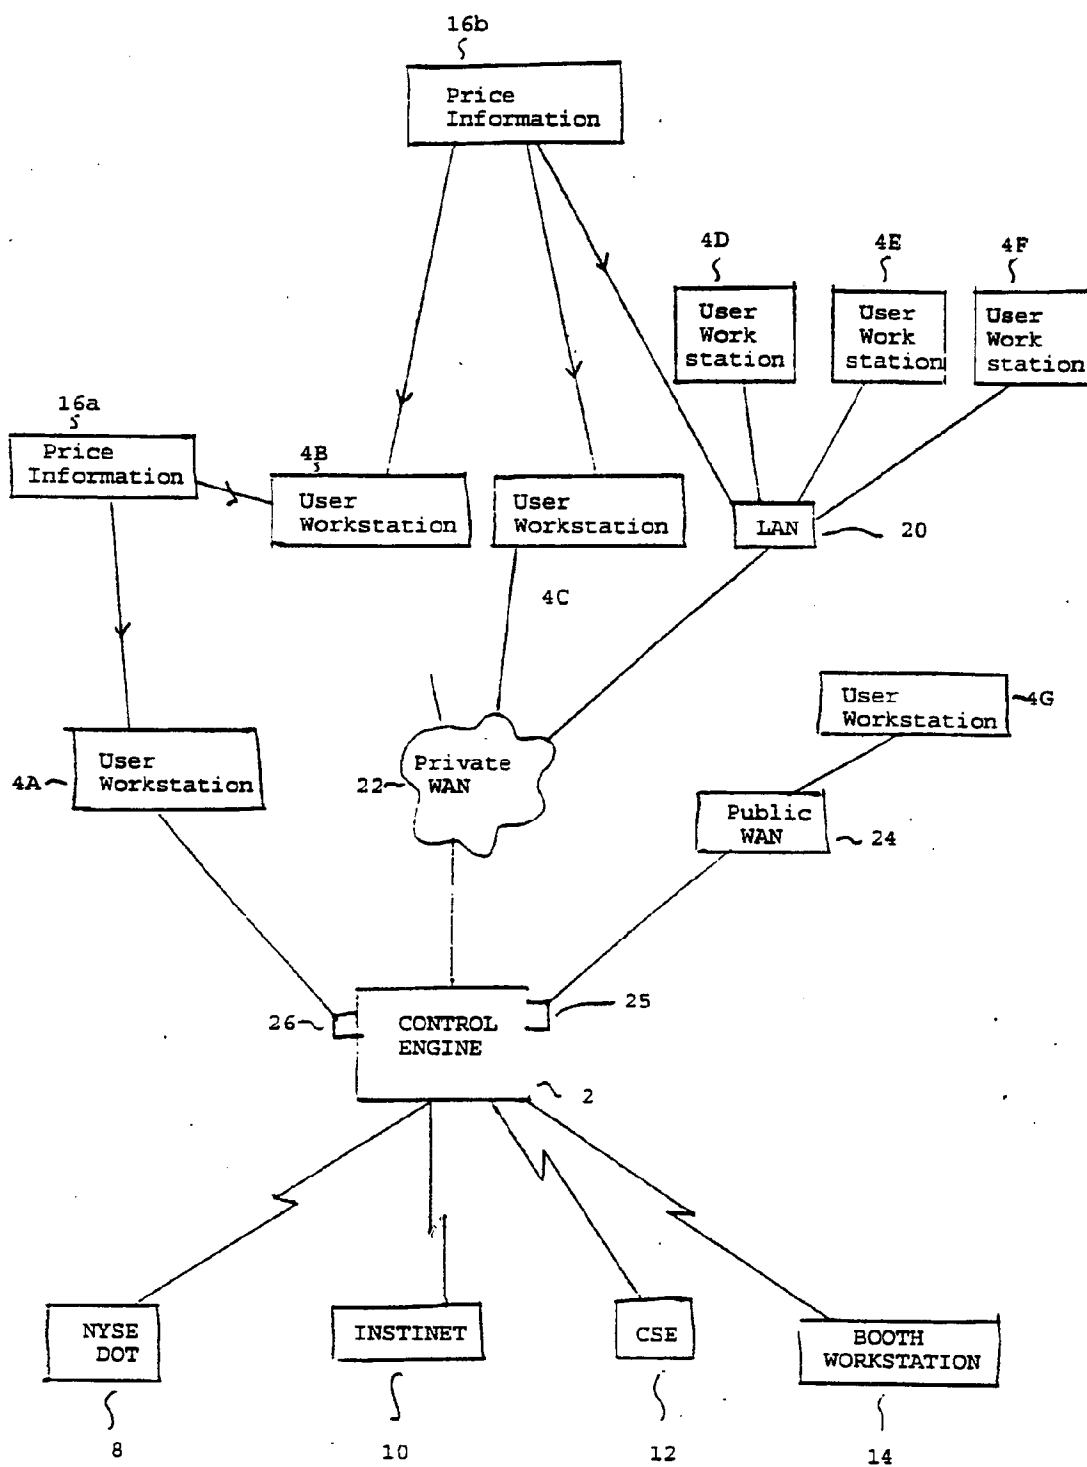 16b
Price
Information
4D
4E
4F
User
Work
station
User
Work
station
User
Work
station
16a
Price
Information
4B
User
Workstation
User
Workstation
LAN
20
4C
User
Workstation
4G
4A
User
Workstation
22
Private
WAN
Public
WAN
24
26
CONTROL
ENGINE
25
2
NYSE
DOT
INSTINET
CSE
BOOTH
WORKSTATION
8
10
12
14